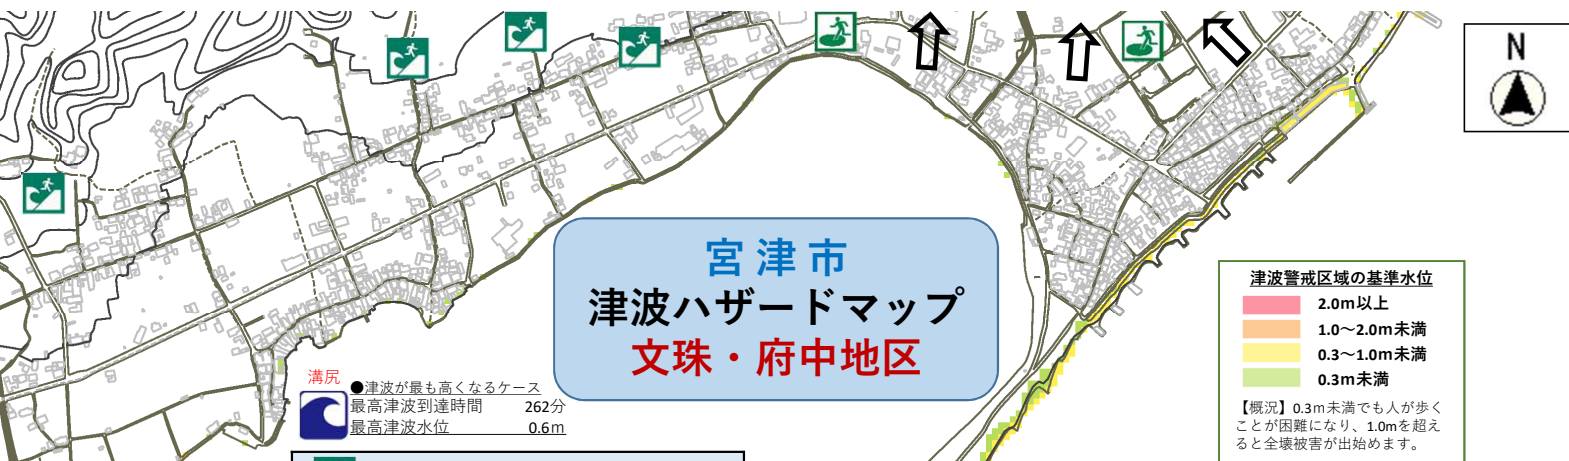 N
宮津市
津波ハザードマップ
文珠・府中地区
溝尻
●津波が最も高くなるケース
最高津波到達時間 262分
最高津波水位 0.6m
津波警戒区域の基準水位
2.0m以上
1.0～2.0m未満
0.3～1.0m未満
0.3m未満
【概況】0.3m未満でも人が歩く
ことが困難になり、1.0mを超え
ると全壊被害が出始めます。